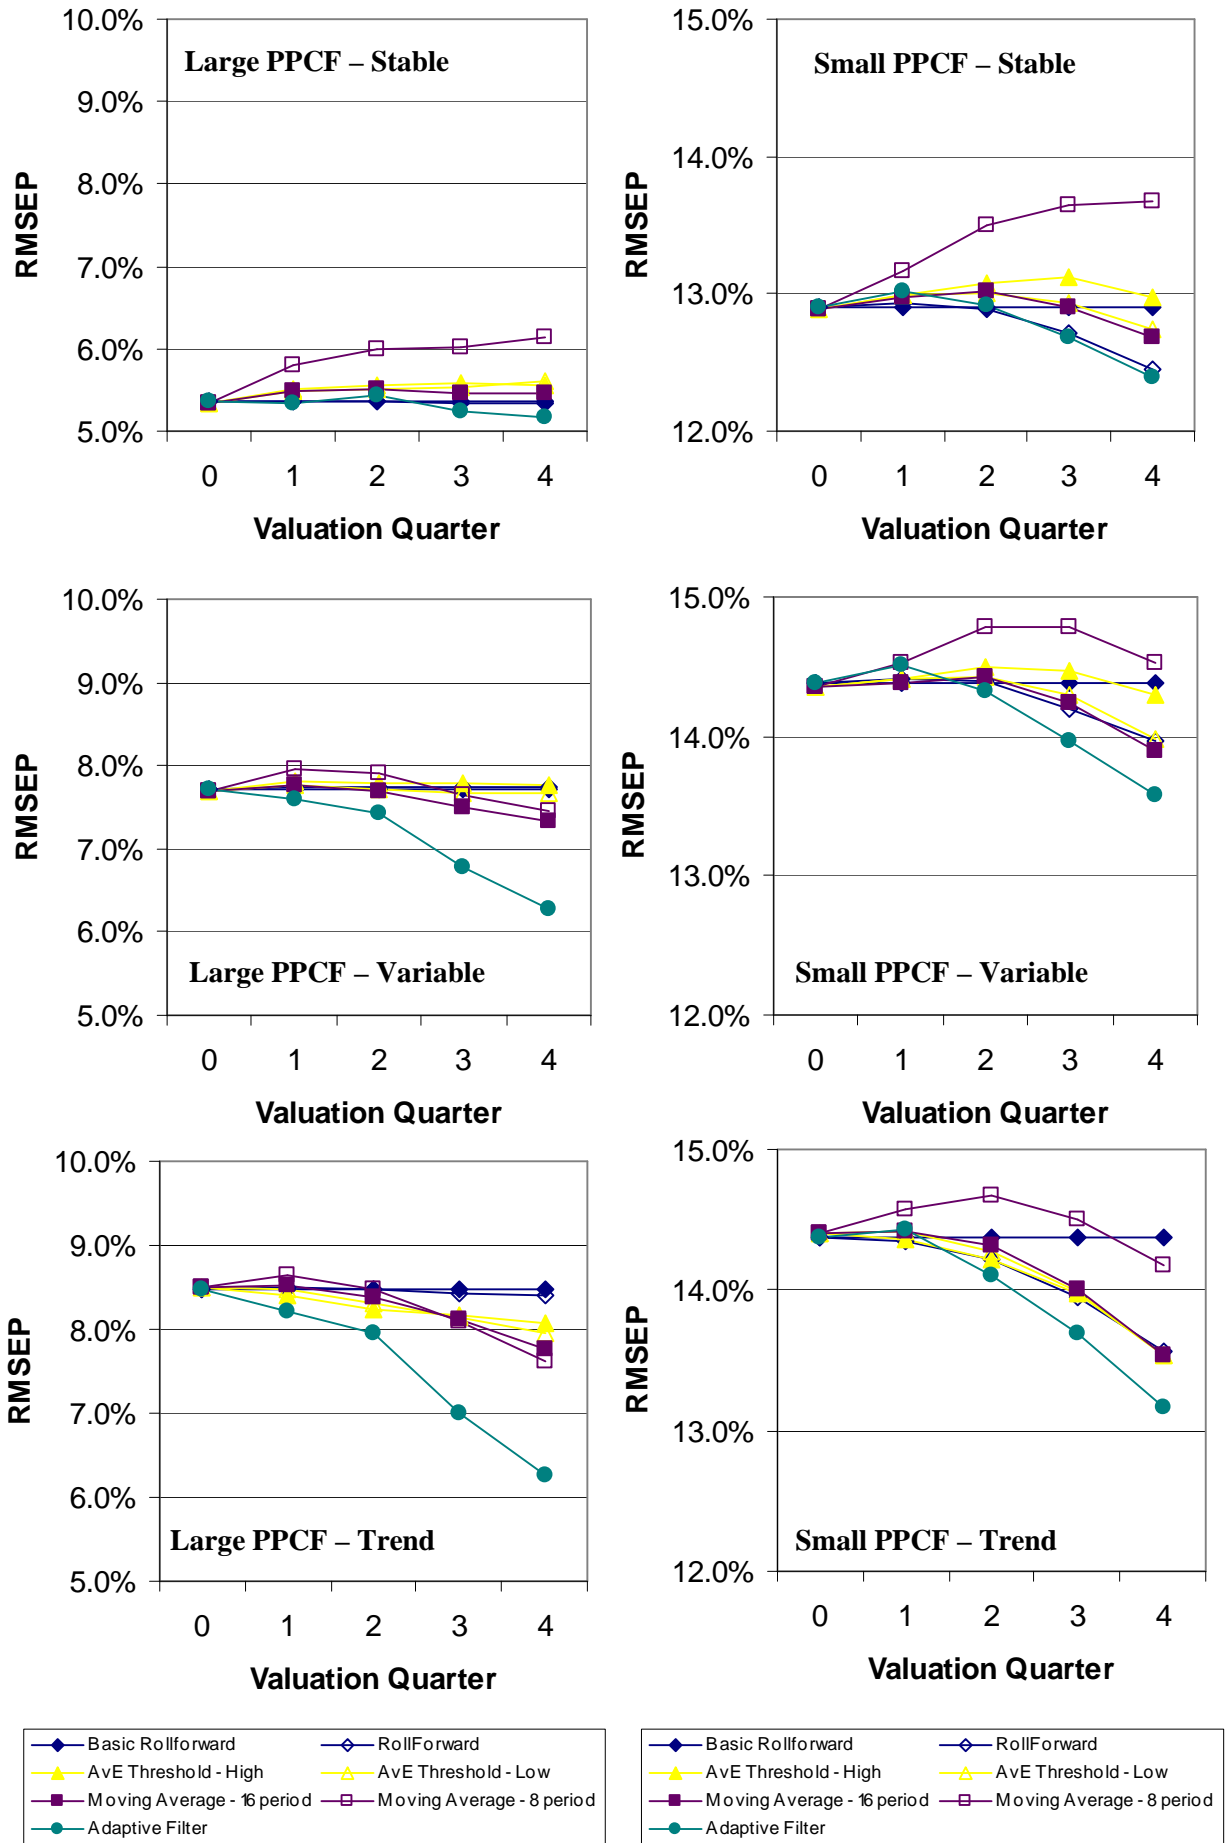 10.0%
9.0%
8.0%
7.0%
6.0%
5.0%
RMSEP
Large PPCF – Stable
0 1 2 3 4
Valuation Quarter
15.0%
14.0%
13.0%
12.0%
RMSEP
Small PPCF – Stable
0 1 2 3 4
Valuation Quarter
10.0%
9.0%
8.0%
7.0%
6.0%
5.0%
RMSEP
Large PPCF – Variable
0 1 2 3 4
Valuation Quarter
15.0%
14.0%
13.0%
12.0%
RMSEP
Small PPCF – Variable
0 1 2 3 4
Valuation Quarter
10.0%
9.0%
8.0%
7.0%
6.0%
5.0%
RMSEP
Large PPCF – Trend
0 1 2 3 4
Valuation Quarter
15.0%
14.0%
13.0%
12.0%
RMSEP
Small PPCF – Trend
0 1 2 3 4
Valuation Quarter
Basic Rollforward RollForward
AvE Threshold - High AvE Threshold - Low
Moving Average - 16 period Moving Average - 8 period
Adaptive Filter
Basic Rollforward RollForward
AvE Threshold - High AvE Threshold - Low
Moving Average - 16 period Moving Average - 8 period
Adaptive Filter